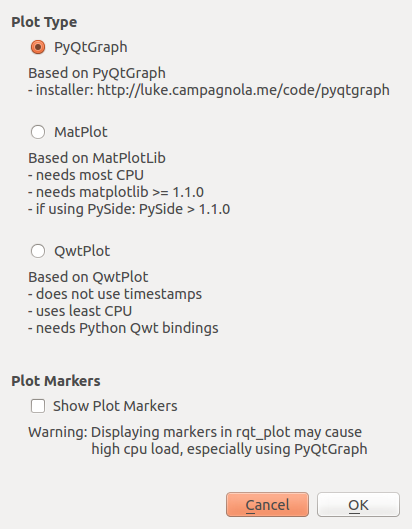 Plot Type
PyQtGraph
Based on PyQtGraph
- installer: http://luke.campagnola.me/code/pyqtgraph
MatPlot
Based on MatPlotLib
- needs most CPU
- needs matplotlib >= 1.1.0
- if using PySide: PySide > 1.1.0
QwtPlot
Based on QwtPlot
- does not use timestamps
- uses least CPU
- needs Python Qwt bindings
Plot Markers
Show Plot Markers
Warning: Displaying markers in rqt_plot may cause
high cpu load, especially using PyQtGraph
Cancel OK